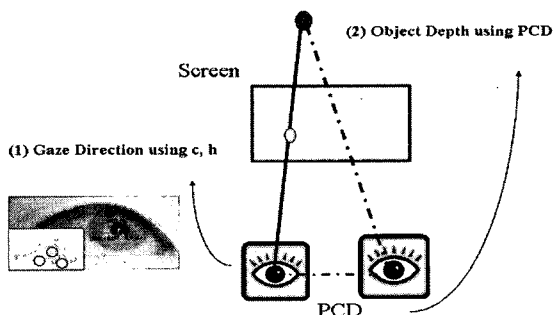 (2) Object Depth using PCD
Screen
(1) Gaze Direction using c, h
PCD